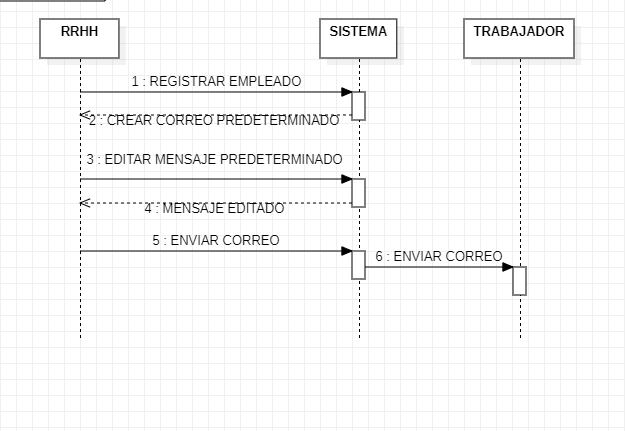 RRHH
SISTEMA
TRABAJADOR
1 : REGISTRAR EMPLEADO
2 : CREAR CORREO PREDETERMINADO
3 : EDITAR MENSAJE PREDETERMINADO
4 : MENSAJE EDITADO
5 : ENVIAR CORREO
6 : ENVIAR CORREO